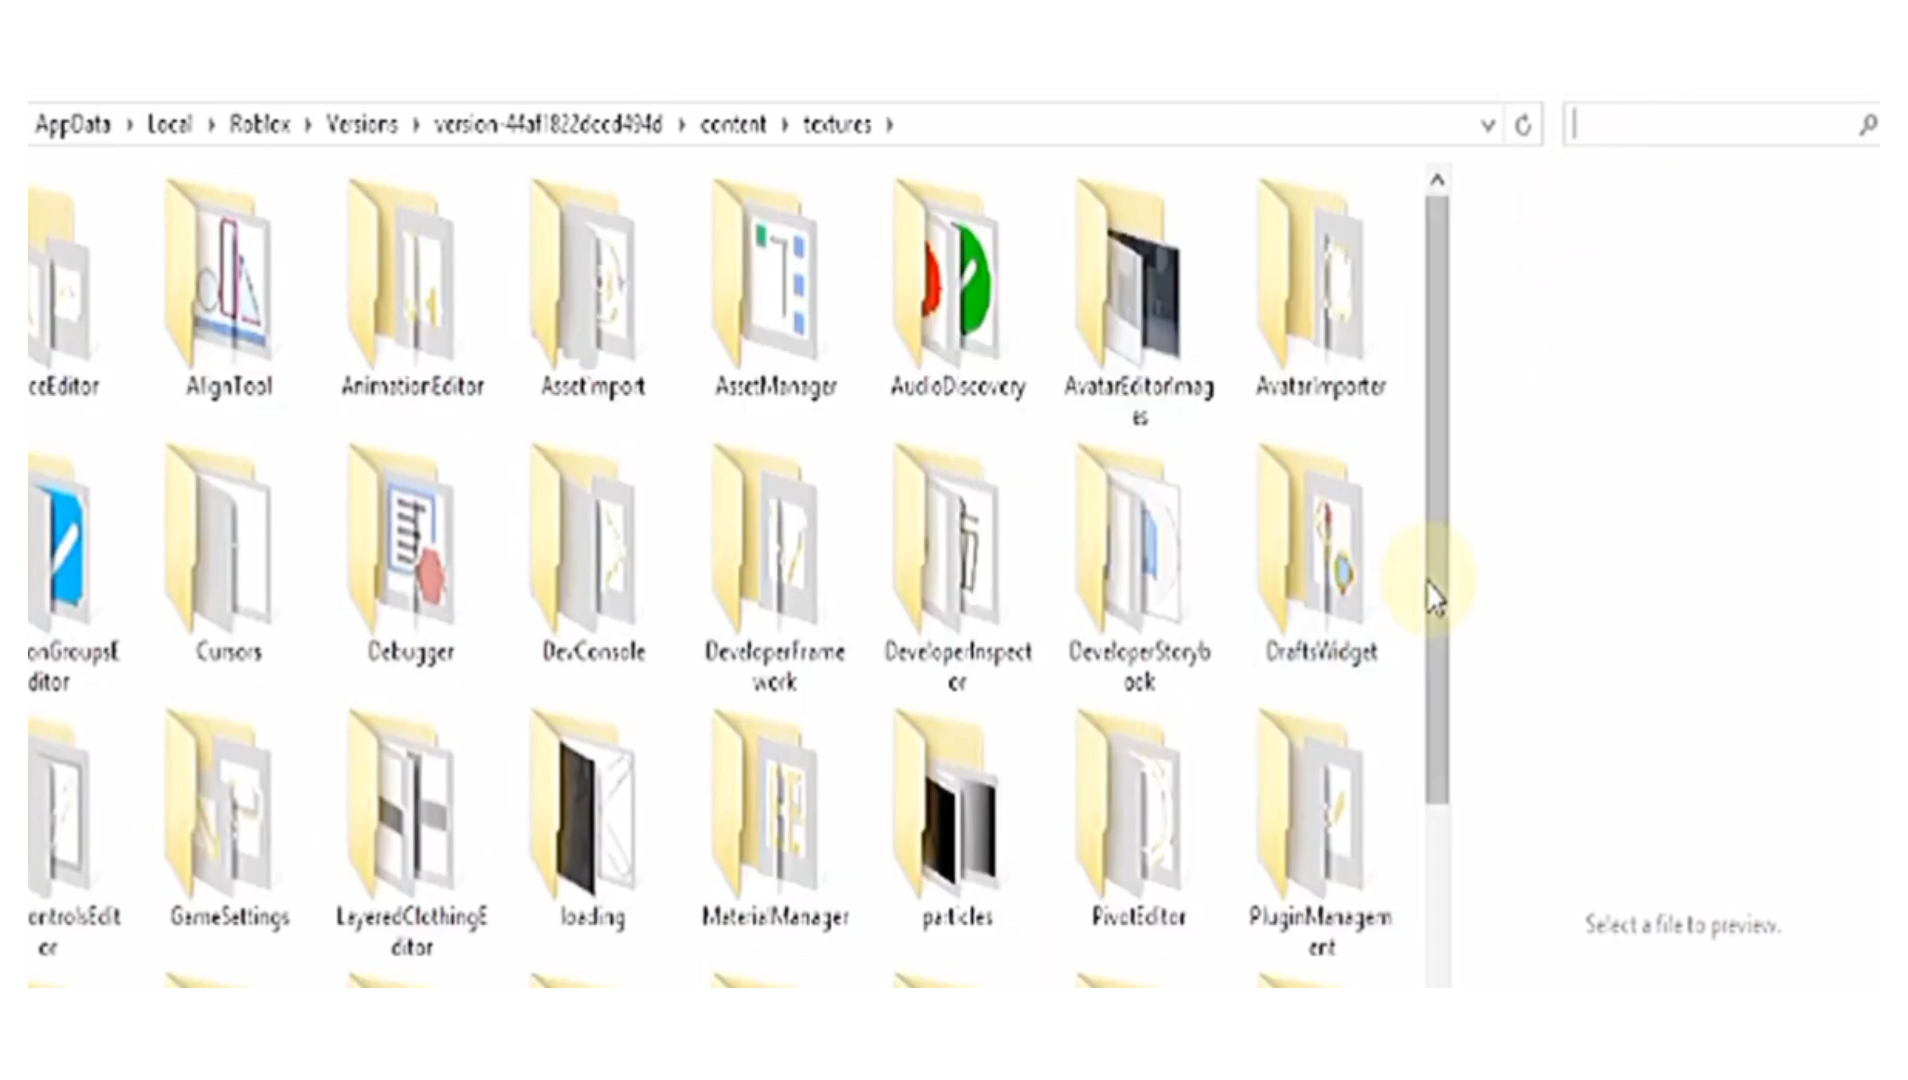 AppData › Local › Roblox › Versions › version-44af1822dccd494d › content › textures ›
ceEditor AlignTool AnimationEditor AssetImport AssetManager AudioDiscovery AvatarEditorImag AvatarImporter
es
onGroupsE Cursors Debugger DevConsole DeveloperFrame DeveloperInspect DeveloperStoryb DraftsWidget
ditor work or ook
ontrolsEdit GameSettings LayeredClothingE loading MaterialManager particles PivotEditor PluginManagem
or ditor ent
Select a file to preview.